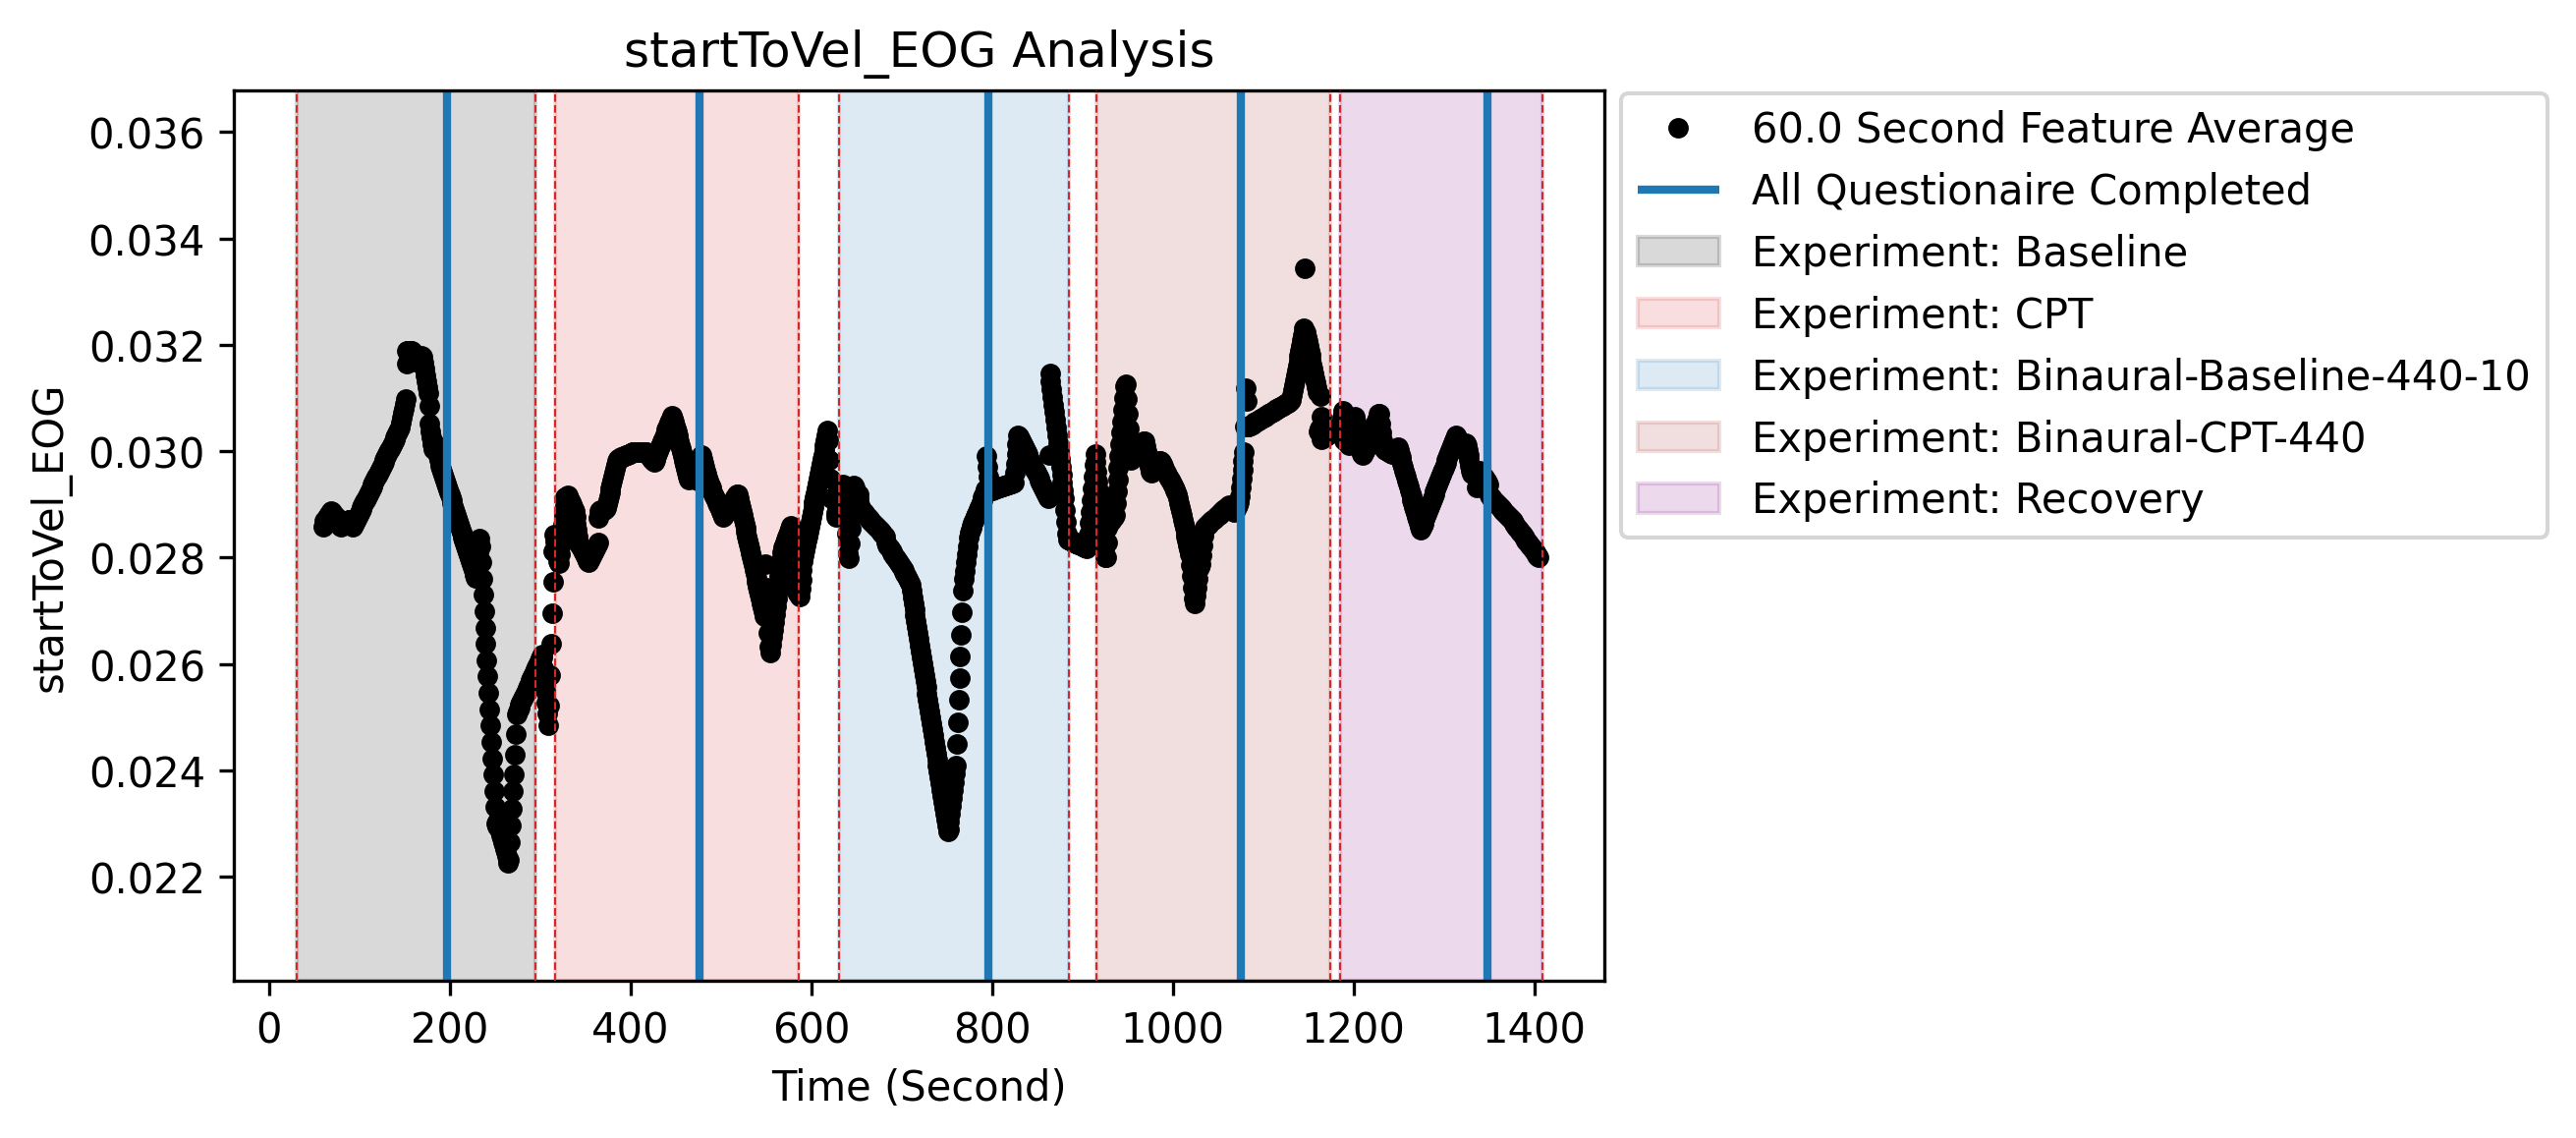 startToVel_EOG Analysis
startToVel_EOG
0.036
0.034
0.032
0.030
0.028
0.026
0.024
0.022
0 200 400 600 800 1000 1200 1400
Time (Second)
60.0 Second Feature Average
All Questionaire Completed
Experiment: Baseline
Experiment: CPT
Experiment: Binaural-Baseline-440-10
Experiment: Binaural-CPT-440
Experiment: Recovery